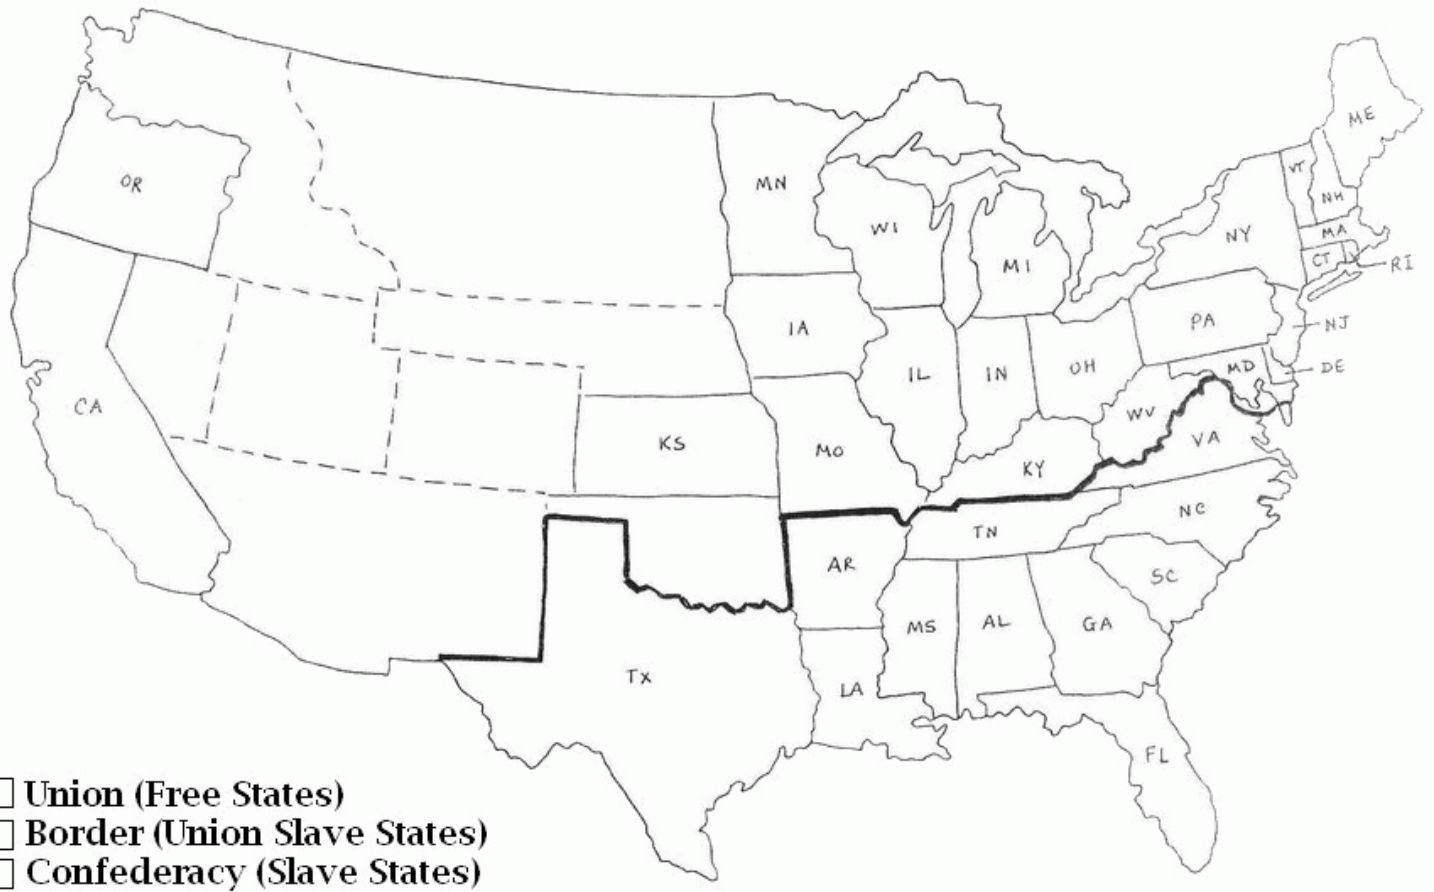 ME
VT
NH
OR
MN
WI
NY
MA
CT
RI
MI
PA
NJ
IA
MD
DE
IL
IN
OH
CA
WV
VA
KS
MO
KY
NC
TN
AR
SC
MS
AL
GA
TX
LA
FL
Union (Free States)
Border (Union Slave States)
Confederacy (Slave States)